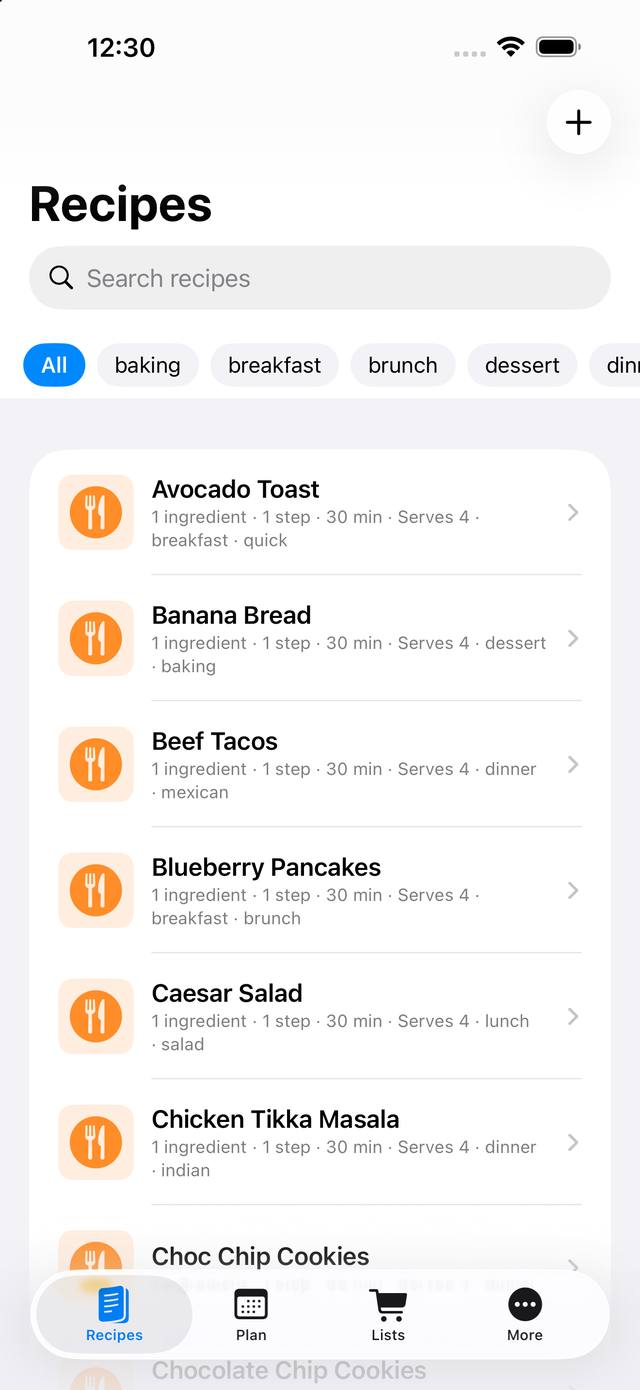 12:30
Recipes
Search recipes
All baking breakfast brunch dessert dinn
Avocado Toast
1 ingredient · 1 step · 30 min · Serves 4 ·
breakfast · quick
Banana Bread
1 ingredient · 1 step · 30 min · Serves 4 · dessert
· baking
Beef Tacos
1 ingredient · 1 step · 30 min · Serves 4 · dinner
· mexican
Blueberry Pancakes
1 ingredient · 1 step · 30 min · Serves 4 ·
breakfast · brunch
Caesar Salad
1 ingredient · 1 step · 30 min · Serves 4 · lunch
· salad
Chicken Tikka Masala
1 ingredient · 1 step · 30 min · Serves 4 · dinner
· indian
Choc Chip Cookies
Recipes Plan Lists More
Chocolate Chip Cookies